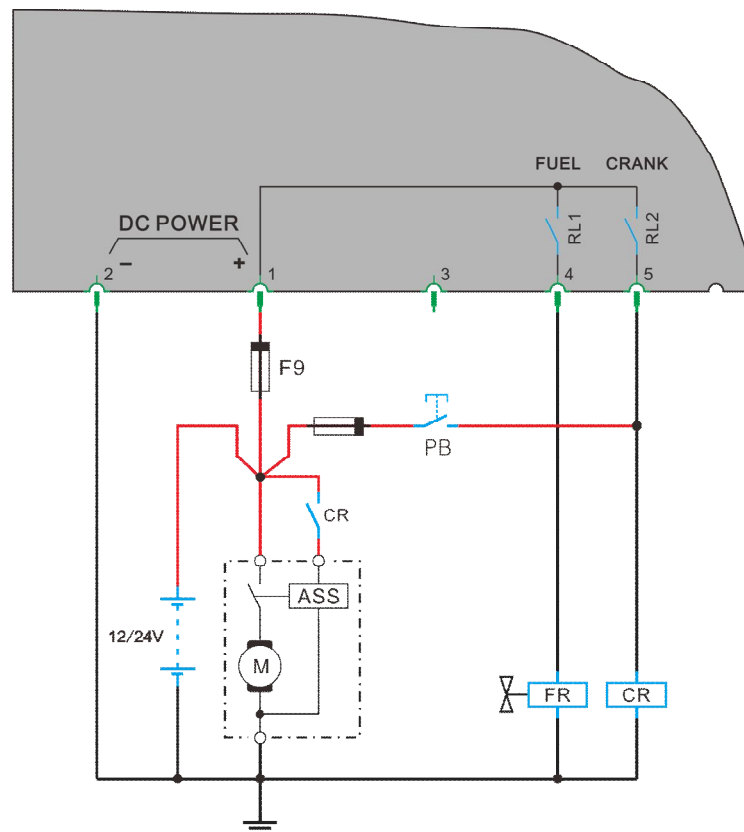 FUEL CRANK
DC POWER
RL1
RL2
− +
2 1 3 4 5
F9
PB
CR
ASS
12/24V
M
FR
CR